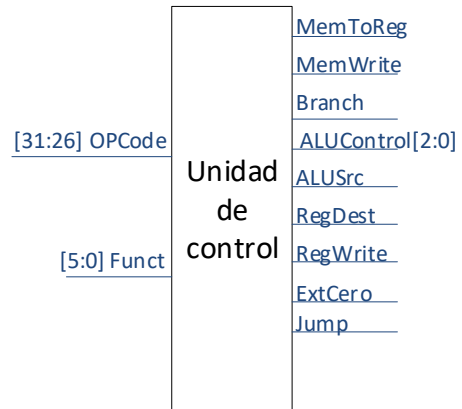 MemToReg
MemWrite
Branch
[31:26] OPCode
ALUControl[2:0]
Unidad
de
control
ALUSrc
RegDest
[5:0] Funct
RegWrite
ExtCero
Jump